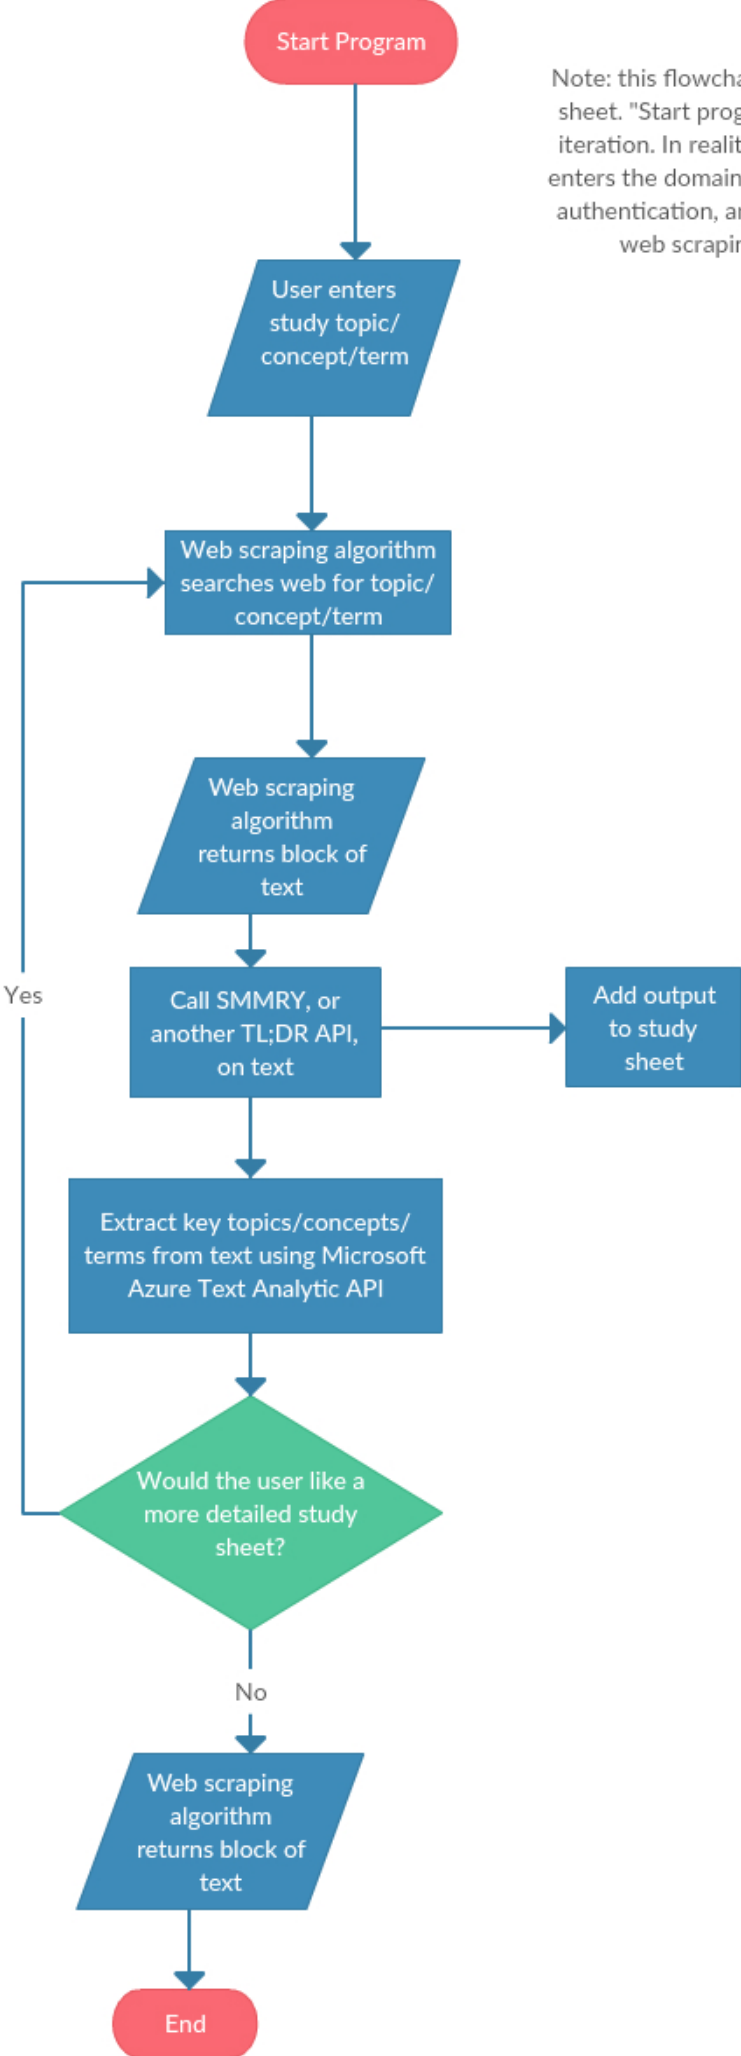 Start Program
Note: this flowcha
sheet. "Start prog
iteration. In realit
enters the domain
authentication, a
web scrapin
User enters
study topic/
concept/term
Web scraping algorithm
searches web for topic/
concept/term
Web scraping
algorithm
returns block of
text
Yes
Call SMMRY, or
another TL;DR API,
on text
Add output
to study
sheet
Extract key topics/concepts/
terms from text using Microsoft
Azure Text Analytic API
Would the user like a
more detailed study
sheet?
No
Web scraping
algorithm
returns block of
text
End